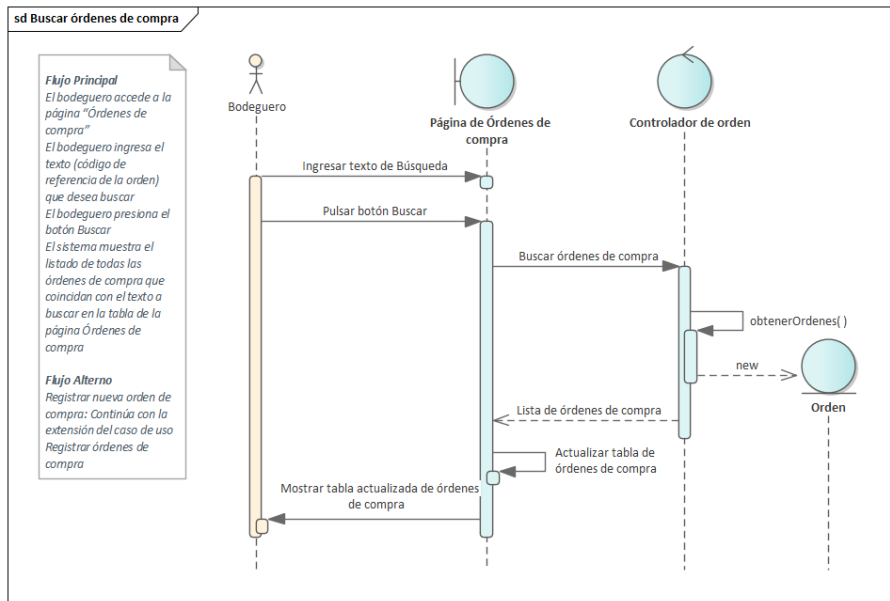 sd Buscar órdenes de compra
Flujo Principal
El bodeguero accede a la
página "Órdenes de
compra"
El bodeguero ingresa el
texto (código de
referencia de la orden)
que desea buscar
El bodeguero presiona el
botón Buscar
El sistema muestra el
listado de todas las
órdenes de compra que
coincidan con el texto a
buscar en la tabla de la
página Órdenes de
compra
Flujo Alterno
Registrar nueva orden de
compra: Continúa con la
extensión del caso de uso
Registrar órdenes de
compra
Bodeguero
Página de Órdenes de
compra
Controlador de orden
Ingresar texto de Búsqueda
Pulsar botón Buscar
Buscar órdenes de compra
obtenerOrdenes( )
new
Orden
Lista de órdenes de compra
Actualizar tabla de
órdenes de compra
Mostrar tabla actualizada de órdenes
de compra